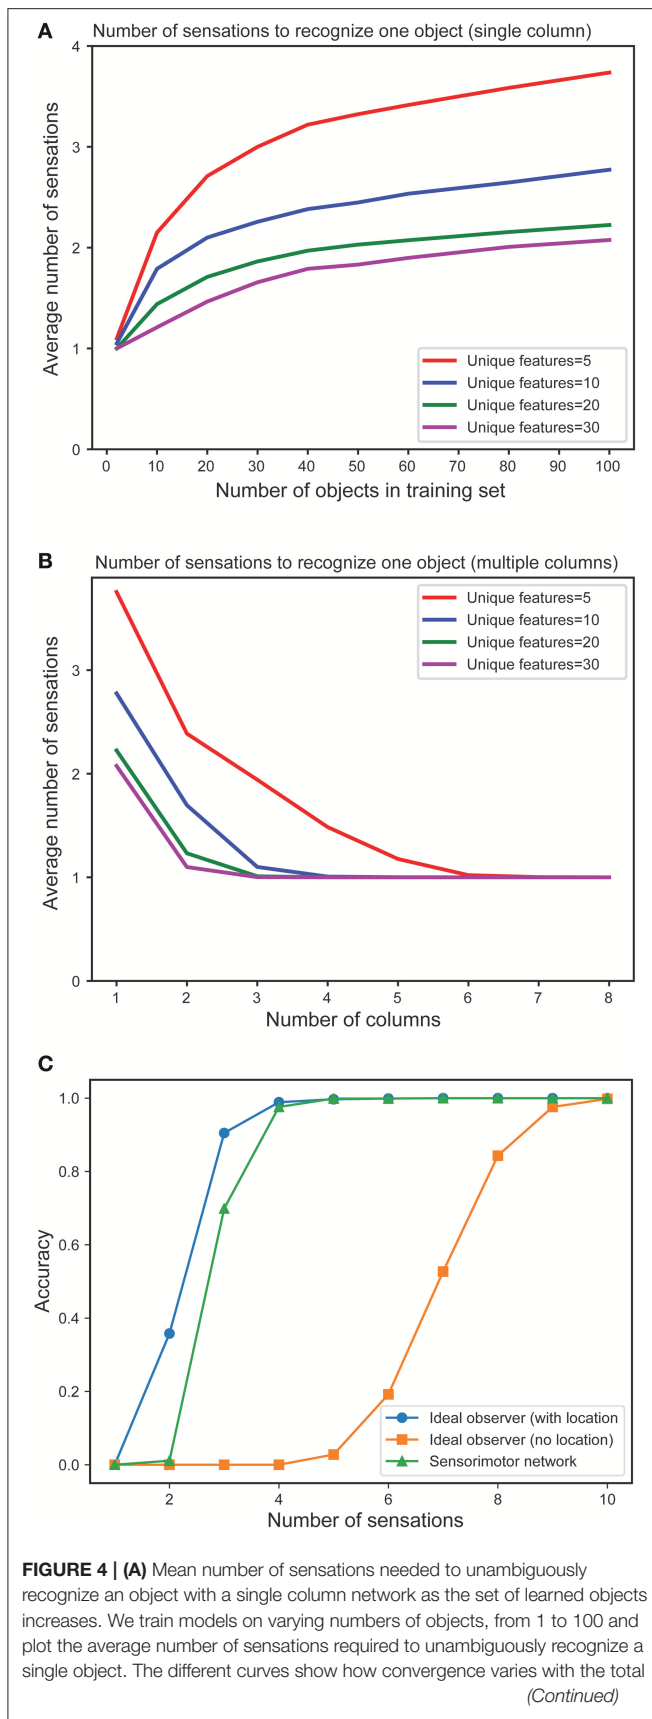 A
Number of sensations to recognize one object (single column)
4
3
2
1
0
Average number of sensations
Unique features=5
Unique features=10
Unique features=20
Unique features=30
0 10 20 30 40 50 60 70 80 90 100
Number of objects in training set
B
Number of sensations to recognize one object (multiple columns)
Unique features=5
Unique features=10
Unique features=20
Unique features=30
3
2
1
0
Average number of sensations
1 2 3 4 5 6 7 8
Number of columns
C
1.0
0.8
0.6
0.4
0.2
0.0
Accuracy
Ideal observer (with location
Ideal observer (no location)
Sensorimotor network
2 4 6 8 10
Number of sensations
FIGURE 4 | (A) Mean number of sensations needed to unambiguously
recognize an object with a single column network as the set of learned objects
increases. We train models on varying numbers of objects, from 1 to 100 and
plot the average number of sensations required to unambiguously recognize a
single object. The different curves show how convergence varies with the total
(Continued)